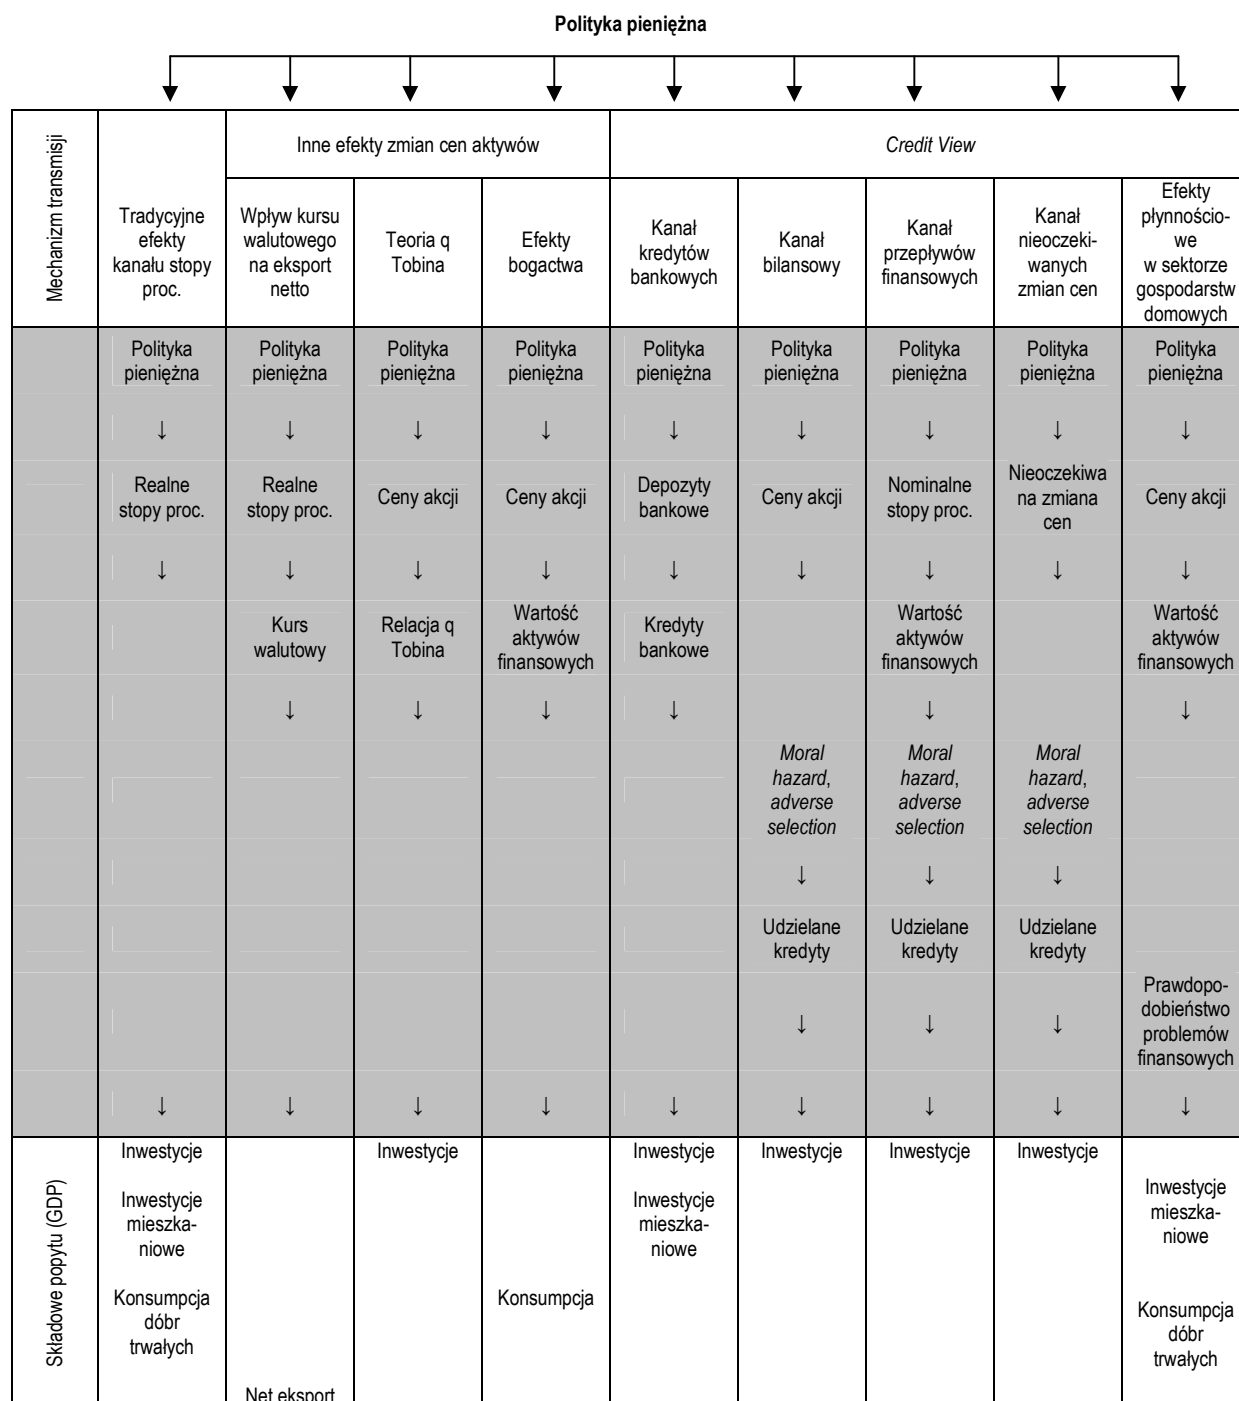 Polityka pieniężna
Mechanizm transmisji
Inne efekty zmian cen aktywów
Credit View
Tradycyjne
efekty
kanału stopy
proc.
Wpływ kursu
walutowego
na eksport
netto
Teoria q
Tobina
Efekty
bogactwa
Kanał
kredytów
bankowych
Kanał
bilansowy
Kanał
przepływów
finansowych
Kanał
nieoczeki-
wanych
zmian cen
Efekty
płynnościo-
we
w sektorze
gospodarstw
domowych
Polityka
pieniężna
Polityka
pieniężna
Polityka
pieniężna
Polityka
pieniężna
Polityka
pieniężna
Polityka
pieniężna
Polityka
pieniężna
Polityka
pieniężna
Polityka
pieniężna
↓ ↓ ↓ ↓ ↓ ↓ ↓ ↓ ↓
Realne
stopy proc.
Realne
stopy proc.
Ceny akcji
Ceny akcji
Depozyty
bankowe
Ceny akcji
Nominalne
stopy proc.
Nieoczekiwa
na zmiana
cen
Ceny akcji
↓ ↓ ↓ ↓ ↓ ↓ ↓ ↓ ↓
Kurs
walutowy
Relacja q
Tobina
Wartość
aktywów
finansowych
Kredyty
bankowe
Wartość
aktywów
finansowych
Wartość
aktywów
finansowych
↓ ↓ ↓ ↓ ↓ ↓
Moral
hazard,
adverse
selection
Moral
hazard,
adverse
selection
Moral
hazard,
adverse
selection
↓ ↓ ↓
Udzielane
kredyty
Udzielane
kredyty
Udzielane
kredyty
↓ ↓ ↓
Prawdopo-
dobieństwo
problemów
finansowych
↓ ↓ ↓ ↓ ↓ ↓ ↓ ↓ ↓
Składowe popytu (GDP)
Inwestycje
Inwestycje
mieszka-
niowe
Konsumpcja
dóbr
trwałych
Net eksport
Inwestycje
Konsumpcja
Inwestycje
Inwestycje
mieszka-
niowe
Inwestycje
Inwestycje
Inwestycje
Inwestycje
mieszka-
niowe
Konsumpcja
dóbr
trwałych